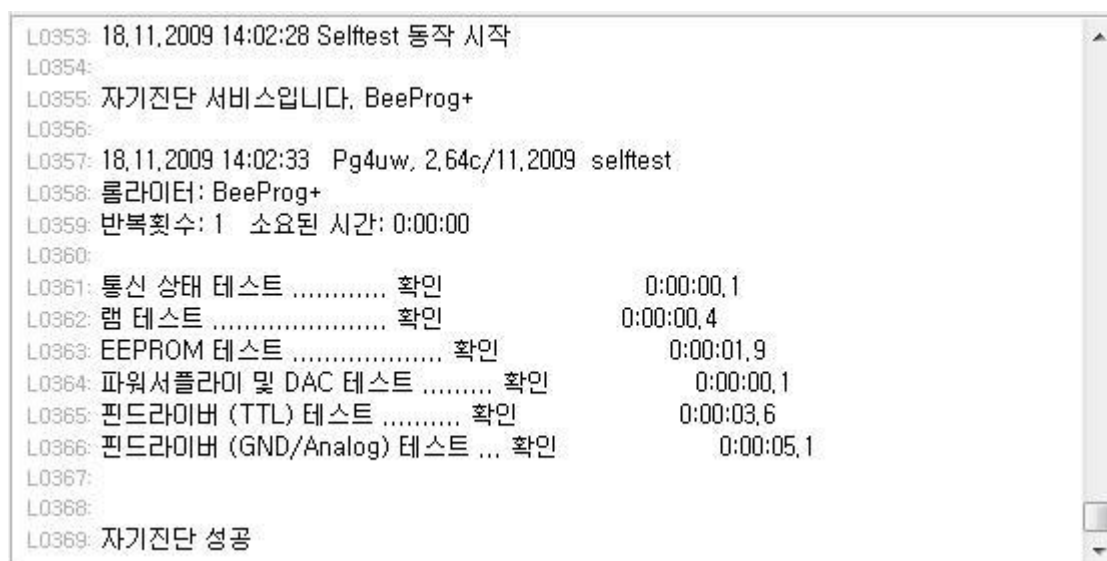 L0353: 18,11,2009 14:02:28 Selftest 동작 시작
L0354:
L0355: 자기진단 서비스입니다, BeeProg+
L0356:
L0357: 18,11,2009 14:02:33 Pg4uw, 2,64c/11,2009 selftest
L0358: 롬라이터: BeeProg+
L0359: 반복횟수: 1 소요된 시간: 0:00:00
L0360:
L0361: 통신 상태 테스트 ............ 확인 0:00:00,1
L0362: 램 테스트 ...................... 확인 0:00:00,4
L0363: EEPROM 테스트 ................... 확인 0:00:01,9
L0364: 파워서플라이 및 DAC 테스트 ......... 확인 0:00:00,1
L0365: 핀드라이버 (TTL) 테스트 .......... 확인 0:00:03,6
L0366: 핀드라이버 (GND/Analog) 테스트 ... 확인 0:00:05,1
L0367:
L0368:
L0369: 자기진단 성공